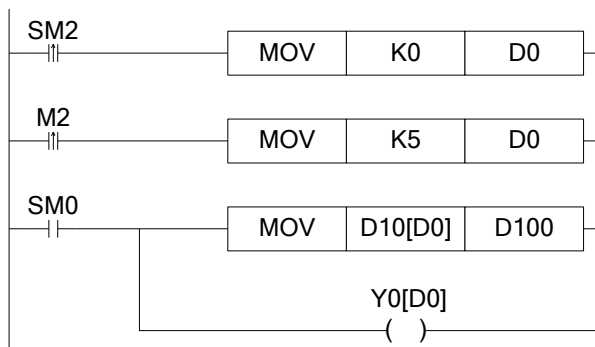 SM2
MOV K0 D0
M2
MOV K5 D0
SM0
MOV D10[D0] D100
Y0[D0]
( )